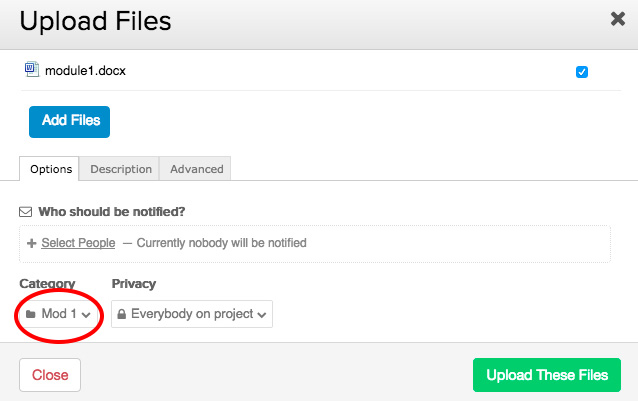 Upload Files
module1.docx
Add Files
Options Description Advanced
Who should be notified?
Select People — Currently nobody will be notified
Category Privacy
Mod 1 Everybody on project
Close Upload These Files